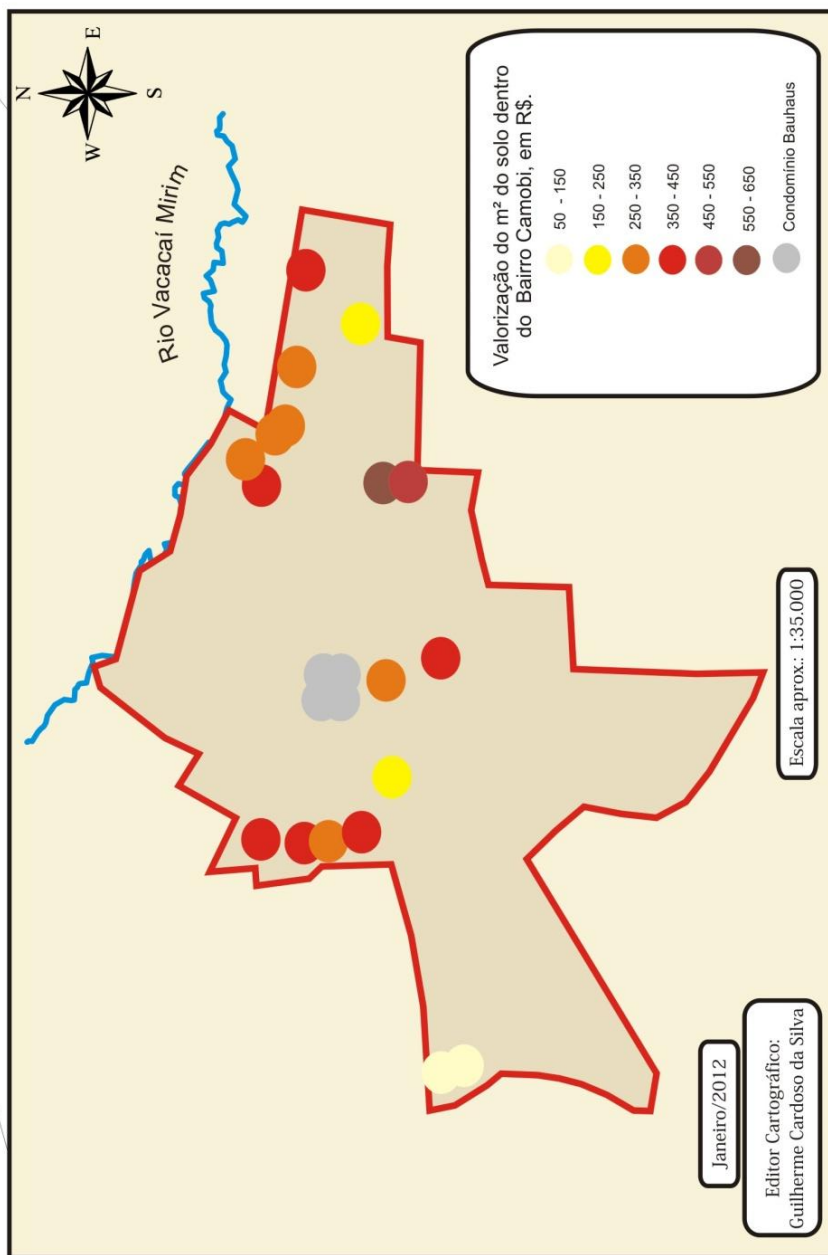 N
E
W
S
Rio Vacacaí Mirim
Valorização do m² do solo dentro
do Bairro Camobi, em R$.
50 - 150
150 - 250
250 - 350
350 - 450
450 - 550
550 - 650
Condomínio Bauhaus
Escala aprox.: 1:35.000
Janeiro/2012
Editor Cartográfico:
Guilherme Cardoso da Silva